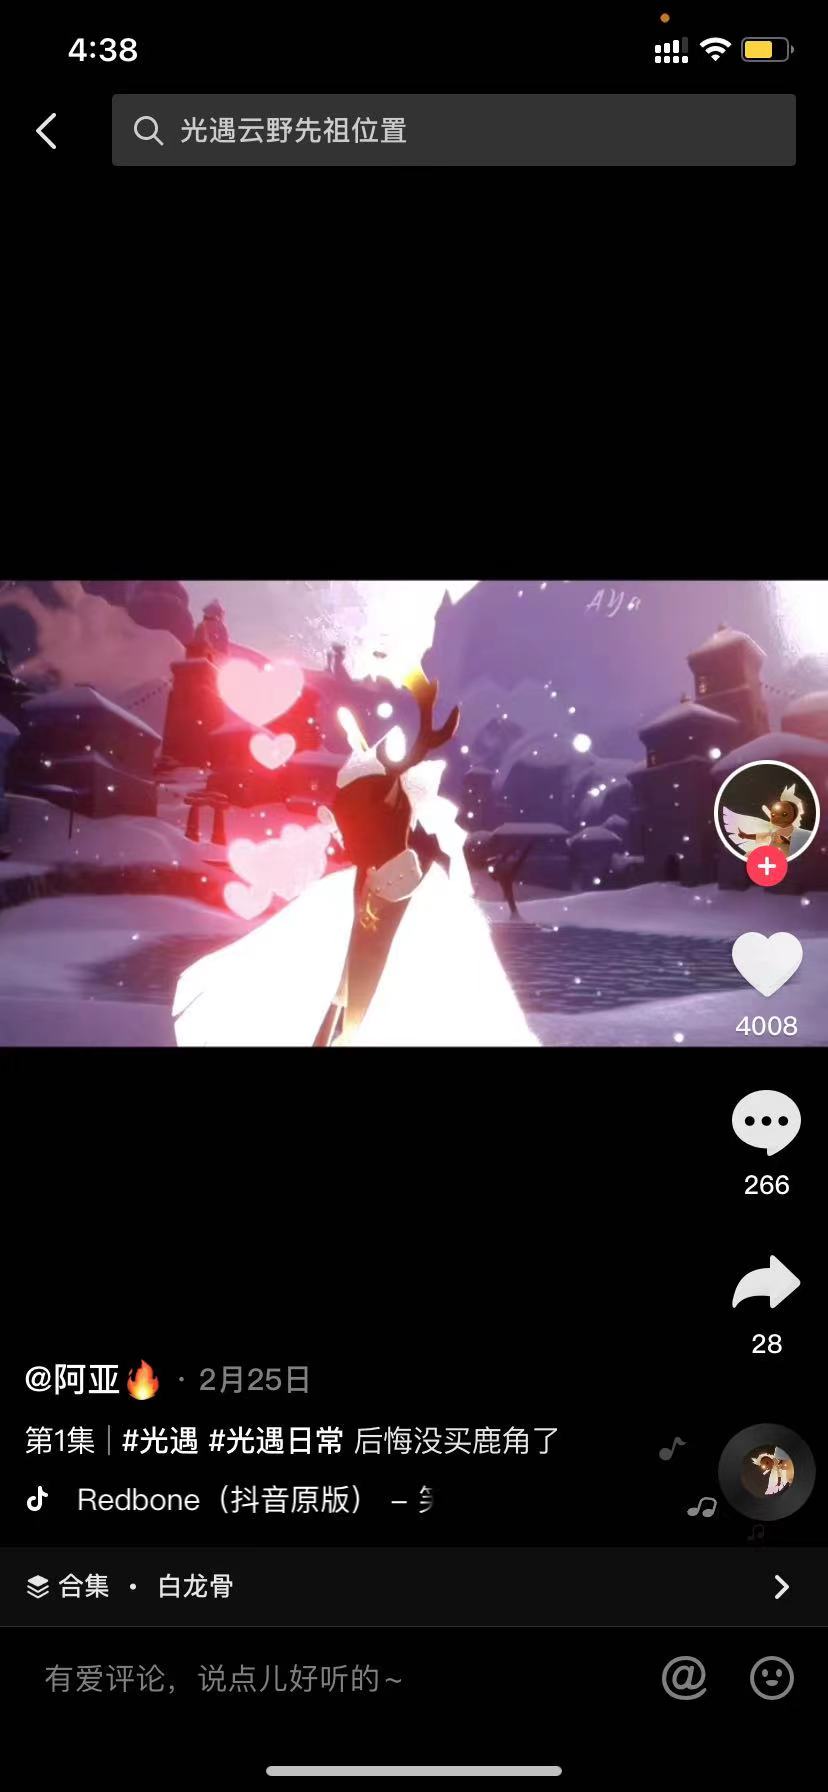 4:38
光遇云野先祖位置
AYa
4008
266
28
@阿亚🔥 · 2月25日
第1集｜#光遇 #光遇日常 后悔没买鹿角了
Redbone（抖音原版） –
合集 · 白龙骨
有爱评论，说点儿好听的~